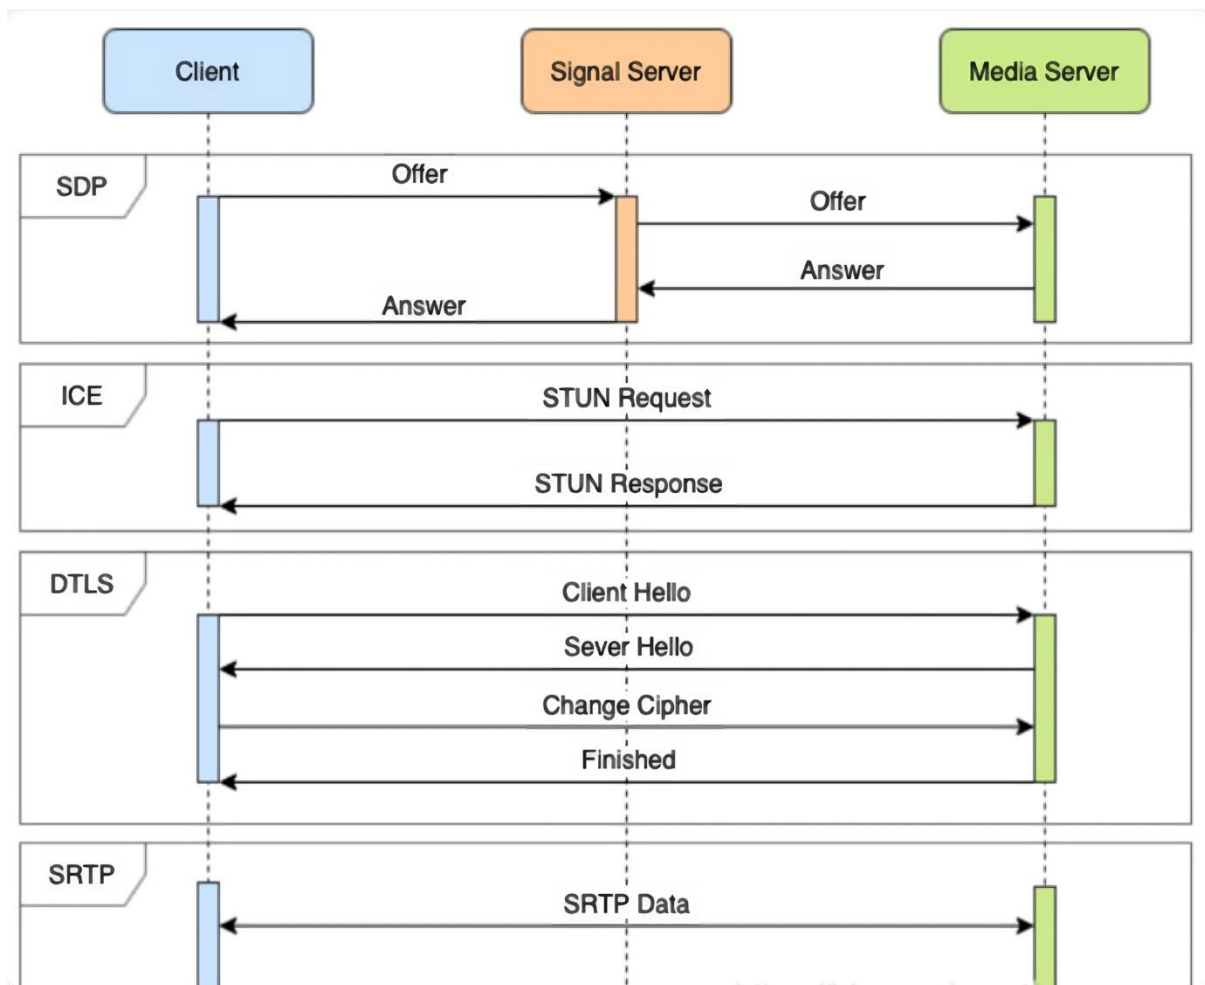 Client
Signal Server
Media Server
SDP
Offer
Offer
Answer
Answer
ICE
STUN Request
STUN Response
DTLS
Client Hello
Sever Hello
Change Cipher
Finished
SRTP
SRTP Data